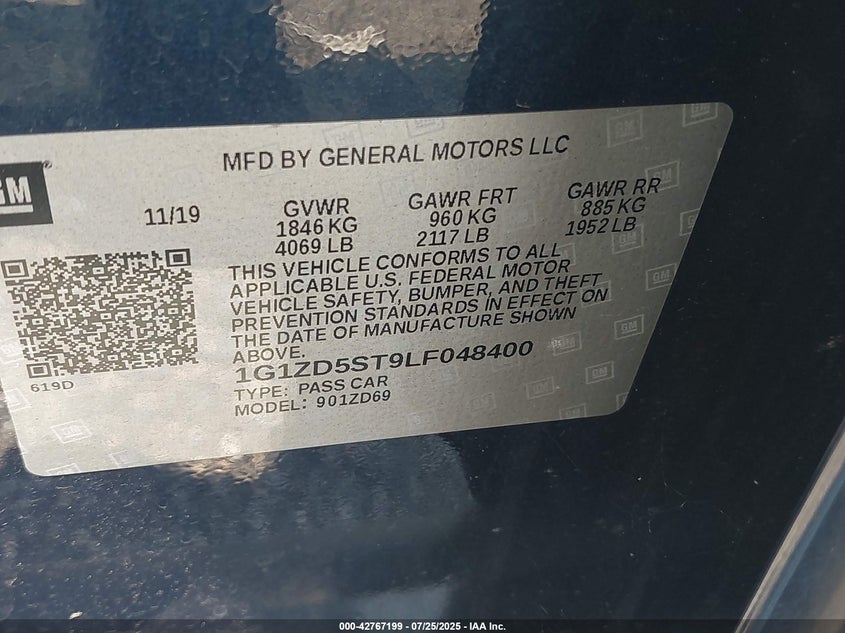 GM
MFD BY GENERAL MOTORS LLC
11/19
GVWR
1846 KG
4069 LB
GAWR FRT
960 KG
2117 LB
GAWR RR
885 KG
1952 LB
THIS VEHICLE CONFORMS TO ALL
APPLICABLE U.S. FEDERAL MOTOR
VEHICLE SAFETY, BUMPER, AND THEFT
PREVENTION STANDARDS IN EFFECT ON
THE DATE OF MANUFACTURE SHOWN
ABOVE.
1G1ZD5ST9LF048400
TYPE: PASS CAR
MODEL: 901ZD69
619D
000-42767199 - 07/25/2025 - IAA Inc.